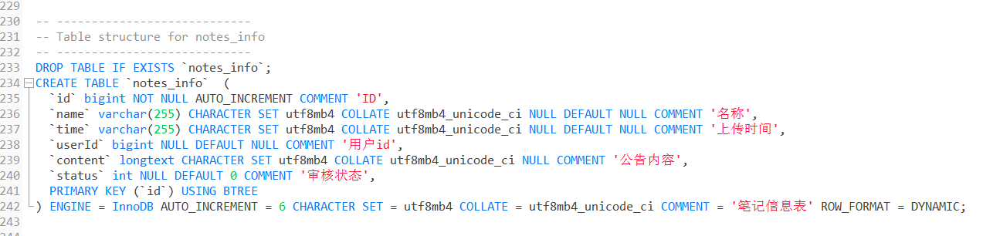 229
230 -- ----------------------------
231 -- Table structure for notes_info
232 -- ----------------------------
233 DROP TABLE IF EXISTS `notes_info`;
234 CREATE TABLE `notes_info`  (
235   `id` bigint NOT NULL AUTO_INCREMENT COMMENT 'ID',
236   `name` varchar(255) CHARACTER SET utf8mb4 COLLATE utf8mb4_unicode_ci NULL DEFAULT NULL COMMENT '名称',
237   `time` varchar(255) CHARACTER SET utf8mb4 COLLATE utf8mb4_unicode_ci NULL DEFAULT NULL COMMENT '上传时间',
238   `userId` bigint NULL DEFAULT NULL COMMENT '用户id',
239   `content` longtext CHARACTER SET utf8mb4 COLLATE utf8mb4_unicode_ci NULL COMMENT '公告内容',
240   `status` int NULL DEFAULT 0 COMMENT '审核状态',
241   PRIMARY KEY (`id`) USING BTREE
242 ) ENGINE = InnoDB AUTO_INCREMENT = 6 CHARACTER SET = utf8mb4 COLLATE = utf8mb4_unicode_ci COMMENT = '笔记信息表' ROW_FORMAT = DYNAMIC;
243